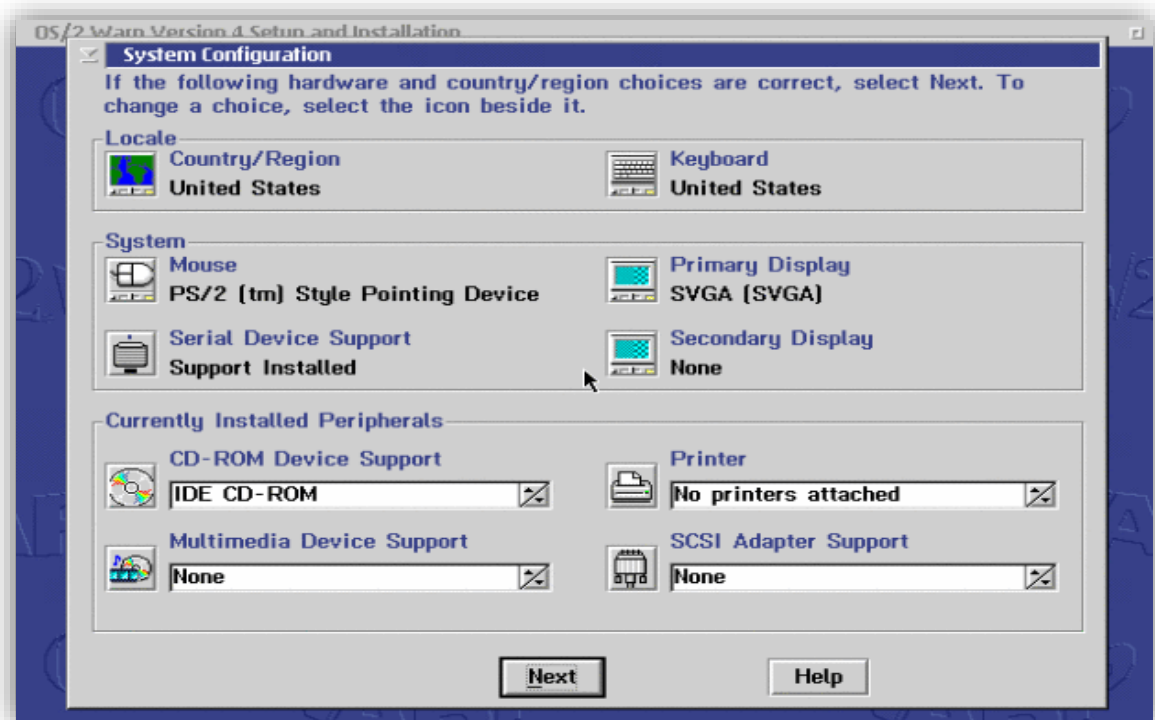 OS/2 Warp Version 4 Setup and Installation
System Configuration
If the following hardware and country/region choices are correct, select Next. To
change a choice, select the icon beside it.
Locale
Country/Region
United States
Keyboard
United States
System
Mouse
PS/2 (tm) Style Pointing Device
Primary Display
SVGA (SVGA)
Serial Device Support
Support Installed
Secondary Display
None
Currently Installed Peripherals
CD-ROM Device Support
IDE CD-ROM
Printer
No printers attached
Multimedia Device Support
None
SCSI Adapter Support
None
Next
Help